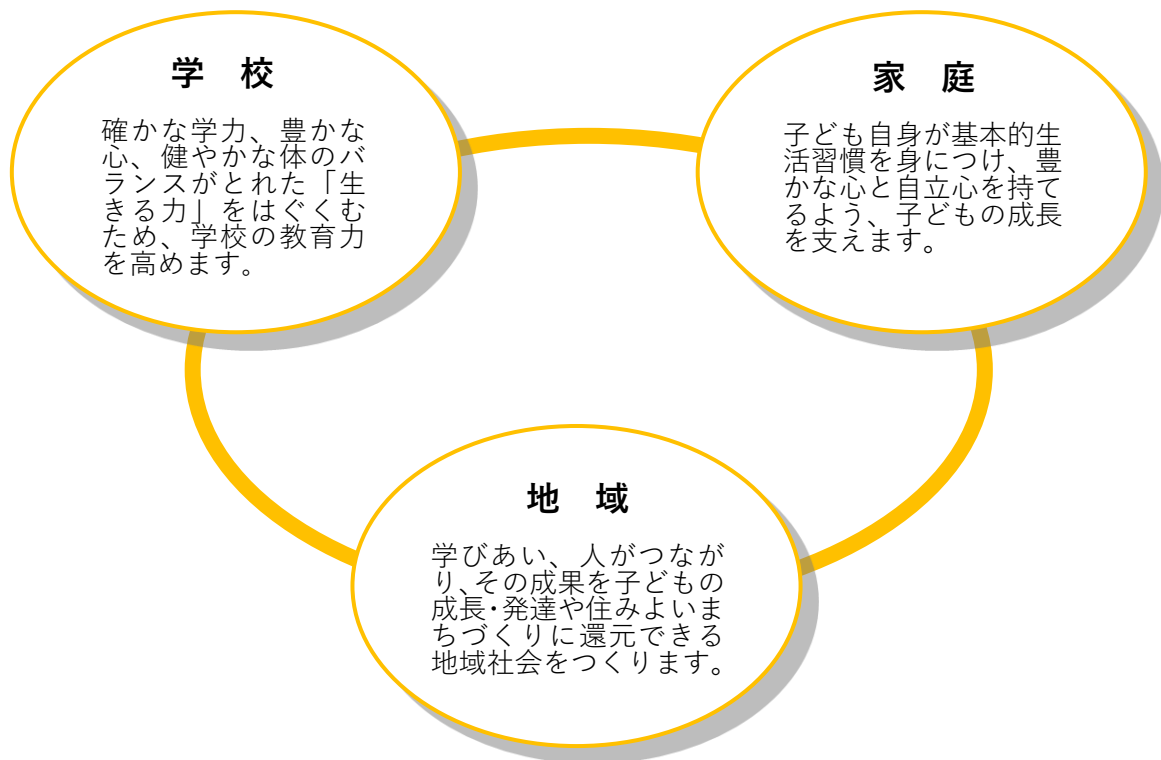 学　校
確かな学力、豊かな
心、健やかな体のバ
ランスがとれた「生
きる力」をはぐくむ
ため、学校の教育力
を高めます。
家　庭
子ども自身が基本的生
活習慣を身につけ、豊
かな心と自立心を持て
るよう、子どもの成長
を支えます。
地　域
学びあい、人がつなが
り、その成果を子どもの
成長・発達や住みよいま
ちづくりに還元できる
地域社会をつくります。